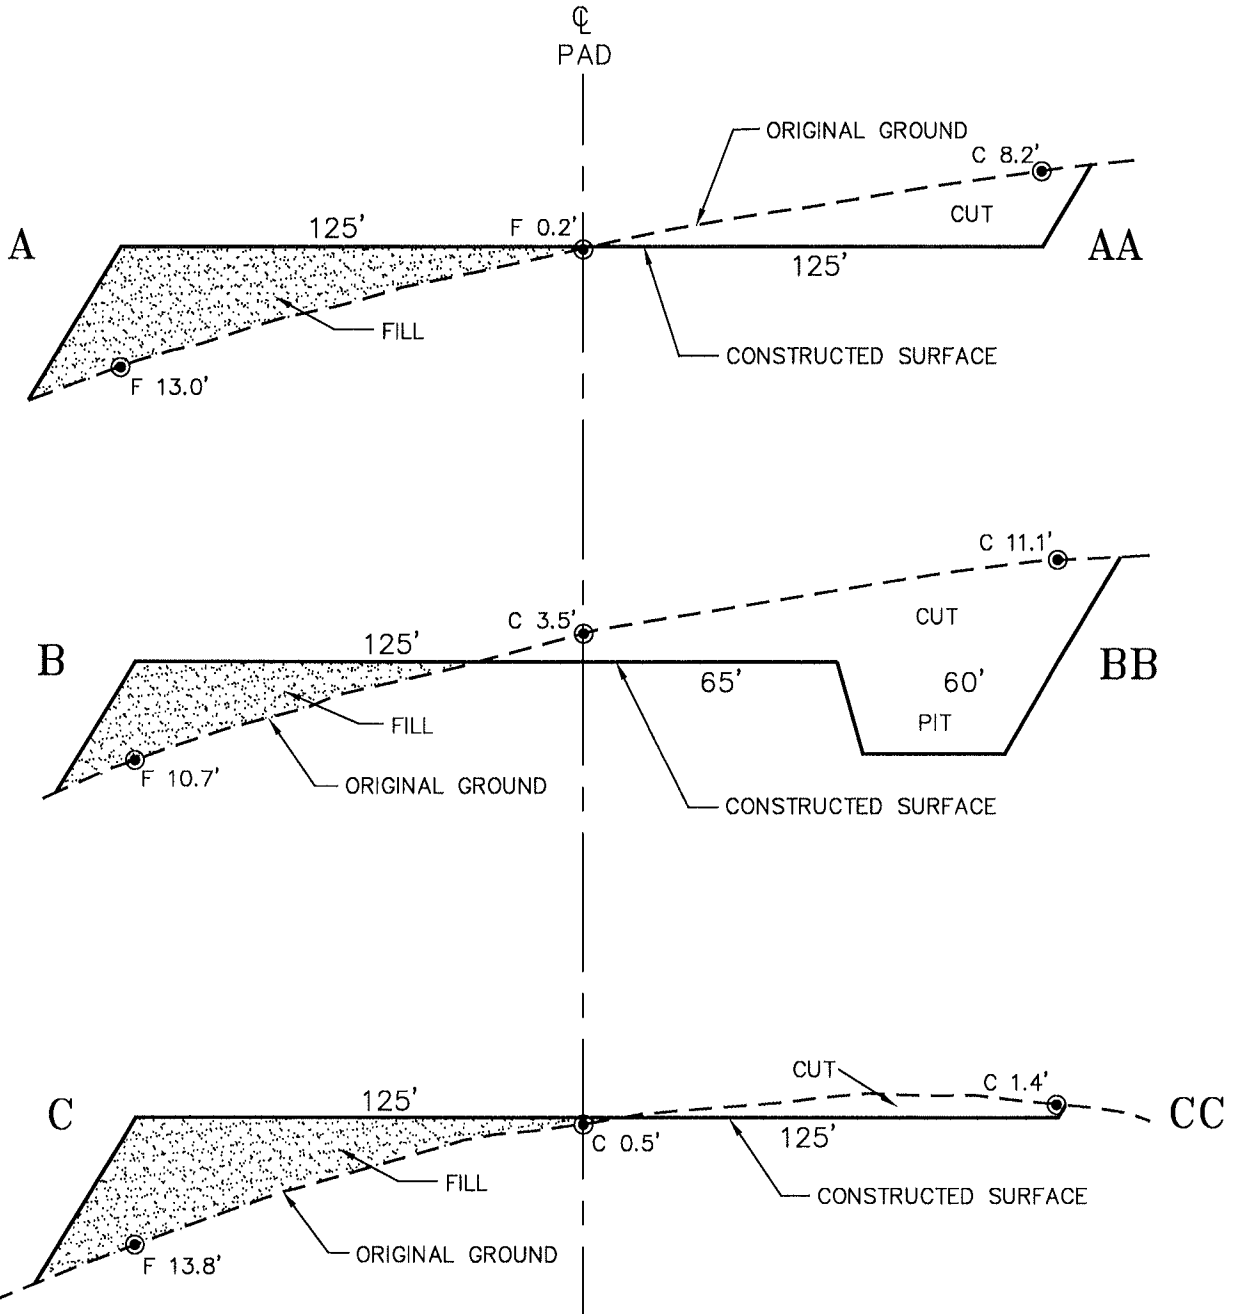 ℄
PAD
ORIGINAL GROUND
C 8.2'
CUT
A
125'
F 0.2'
125'
AA
FILL
CONSTRUCTED SURFACE
F 13.0'
C 11.1'
C 3.5'
CUT
B
125'
65'
60'
BB
PIT
FILL
F 10.7'
ORIGINAL GROUND
CONSTRUCTED SURFACE
CUT
C 1.4'
C
125'
CC
C 0.5'
125'
FILL
CONSTRUCTED SURFACE
ORIGINAL GROUND
F 13.8'